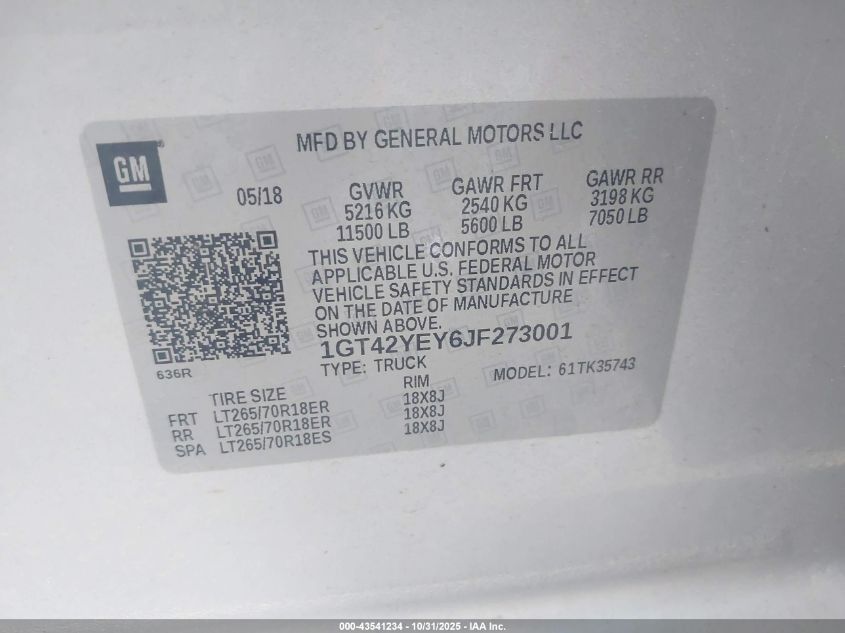 GM
MFD BY GENERAL MOTORS LLC
05/18
GVWR
5216 KG
11500 LB
GAWR FRT
2540 KG
5600 LB
GAWR RR
3198 KG
7050 LB
THIS VEHICLE CONFORMS TO ALL
APPLICABLE U.S. FEDERAL MOTOR
VEHICLE SAFETY STANDARDS IN EFFECT
ON THE DATE OF MANUFACTURE
SHOWN ABOVE.
1GT42YEY6JF273001
636R
TYPE: TRUCK
MODEL: 61TK35743
TIRE SIZE RIM
FRT LT265/70R18ER 18X8J
RR LT265/70R18ER 18X8J
SPA LT265/70R18ES 18X8J
000-43541234 - 10/31/2025 - IAA Inc.